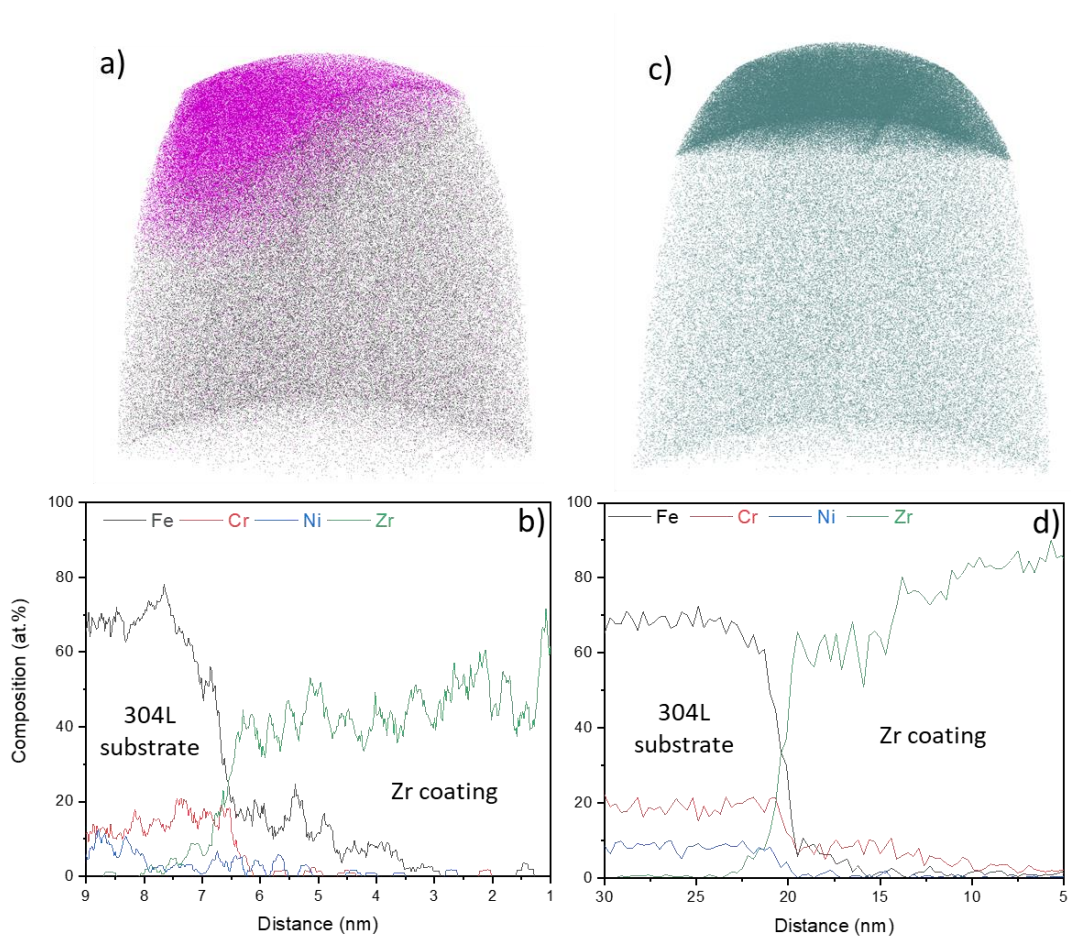 a)
c)
b)
Fe Cr Ni Zr
100
80
60
40
20
0
Composition (at.%)
304L
substrate
Zr coating
9 8 7 6 5 4 3 2 1
Distance (nm)
d)
Fe Cr Ni Zr
100
80
60
40
20
0
304L
substrate
Zr coating
30 25 20 15 10 5
Distance (nm)